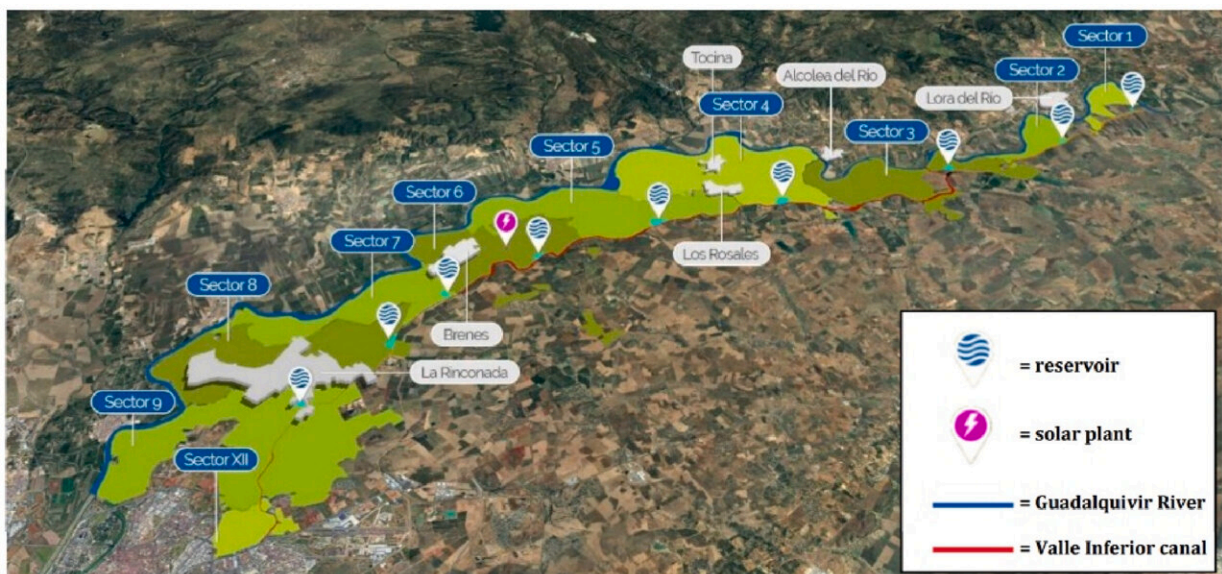 Sector 1
Sector 2
Tocina
Alcolea del Río
Lora del Río
Sector 4
Sector 3
Sector 5
Sector 6
Sector 7
Los Rosales
Sector 8
Brenes
La Rinconada
Sector 9
Sector XII
= reservoir
= solar plant
= Guadalquivir River
= Valle Inferior canal